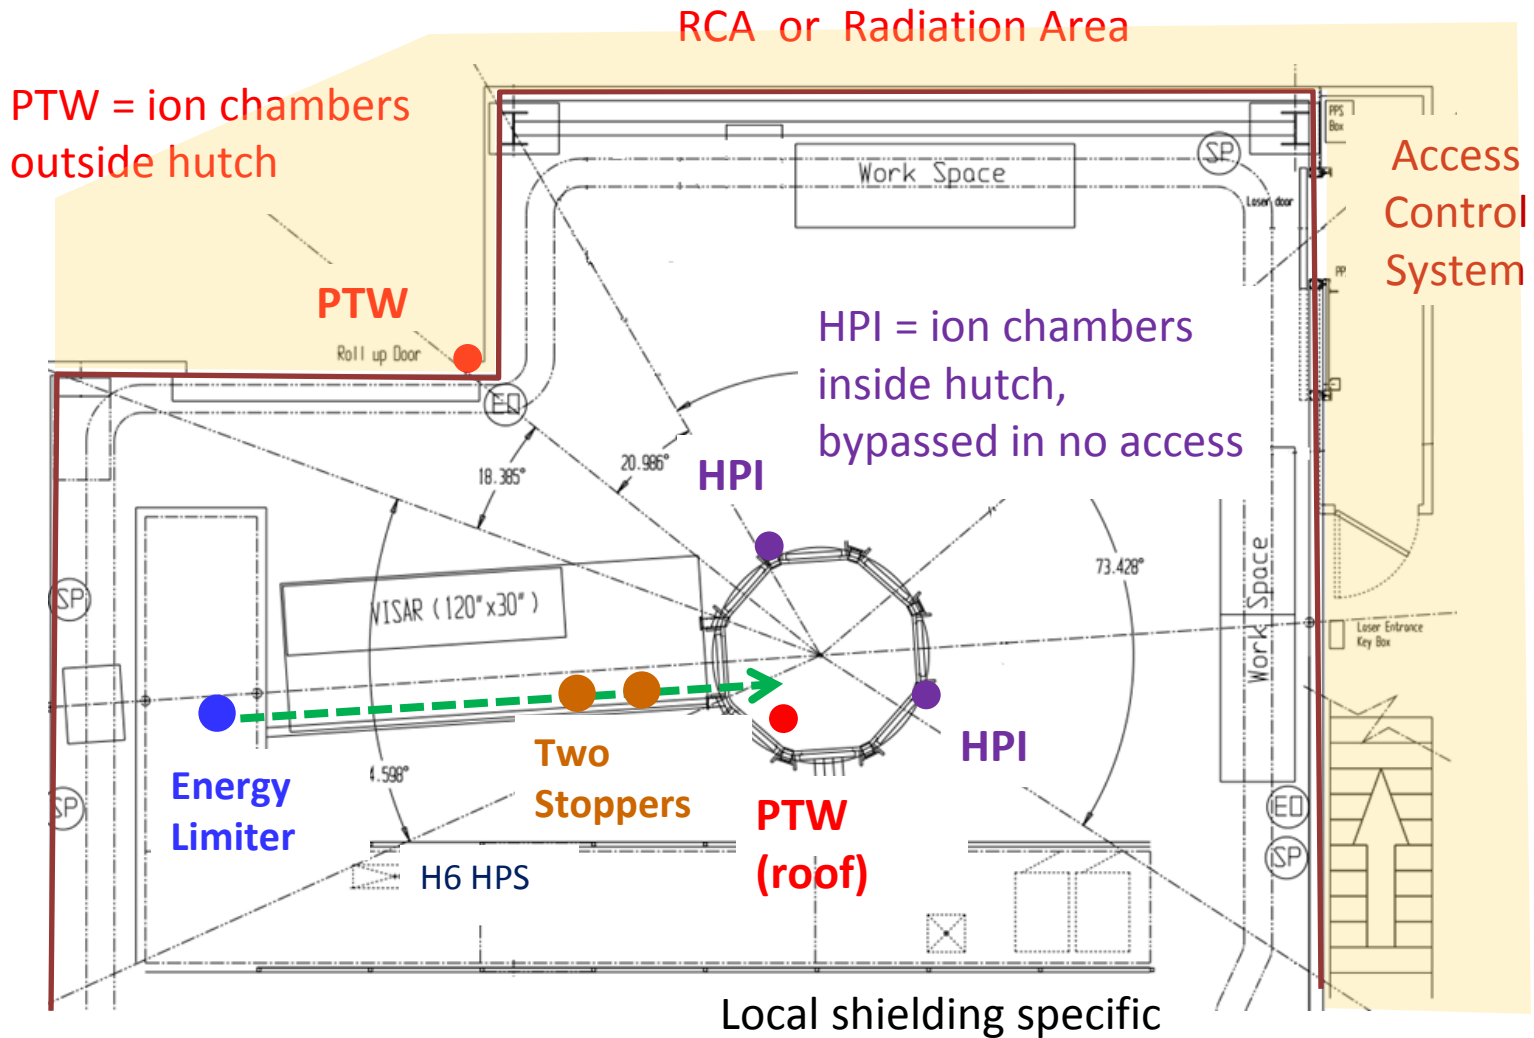 RCA or Radiation Area
PTW = ion chambers
outside hutch
PPS
Box
SP
Work Space
Access
Control
System
Laser door
PTW
Roll up Door
HPI = ion chambers
inside hutch,
bypassed in no access
EO
20.986°
18.385°
HPI
73.428°
SP
VISAR (120"x30")
Work Space
Laser Entrance
Key Box
Energy
Limiter
Two
Stoppers
HPI
4.598°
PTW
(roof)
SP
EO
SP
H6 HPS
Local shielding specific